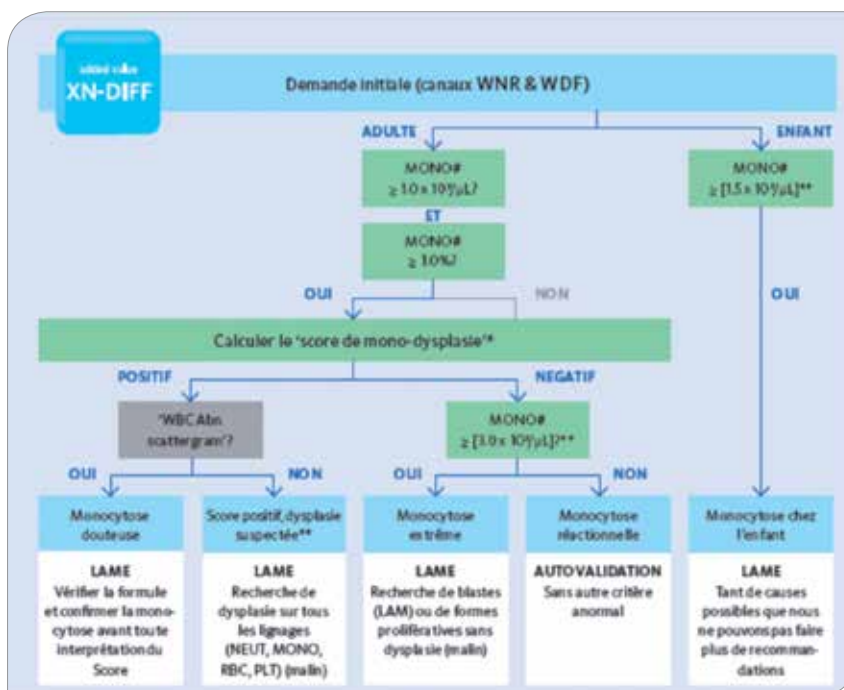 added value
XN-DIFF
Demande initiale (canaux WNR & WDF)
ADULTE
ENFANT
MONO#
≥ 1.0 x 10³/µL?
MONO#
≥ [1.5 x 10³/µL]**
ET
MONO#
≥ 10%?
OUI
NON
OUI
Calculer le 'score de mono-dysplasie'*
POSITIF
NEGATIF
'WBC Abn
scattergram'?
MONO#
≥ [3.0 x 10³/µL]?**
OUI
NON
OUI
NON
Monocytose
douteuse
Score positif, dysplasie
suspectée**
Monocytose
extrême
Monocytose
réactionnelle
Monocytose chez
l'enfant
LAME
Vérifier la formule
et confirmer la mono-
cytose avant toute
interprétation du
Score
LAME
Recherche de
dysplasie sur tous
les lignages
(NEUT, MONO,
RBC, PLT) (malin)
LAME
Recherche de blastes
(LAM) ou de formes
prolifératives sans
dysplasie (malin)
AUTOVALIDATION
Sans autre critère
anormal
LAME
Tant de causes
possibles que nous
ne pouvons pas faire
plus de recomman-
dations